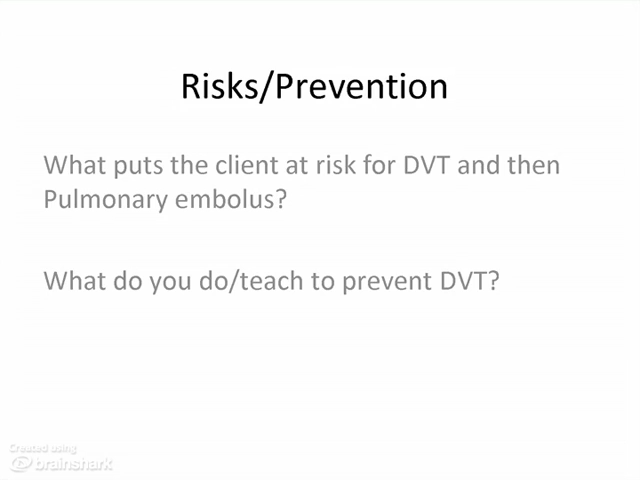 Risks/Prevention
What puts the client at risk for DVT and then
Pulmonary embolus?
What do you do/teach to prevent DVT?
Created using
brainshark